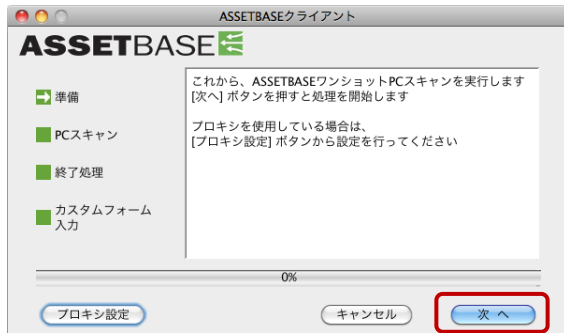 ASSETBASEクライアント
ASSETBASE
準備
PCスキャン
終了処理
カスタムフォーム
入力
これから、ASSETBASEワンショットPCスキャンを実行します
[次へ] ボタンを押すと処理を開始します
プロキシを使用している場合は、
[プロキシ設定] ボタンから設定を行ってください
0%
プロキシ設定
キャンセル
次 へ